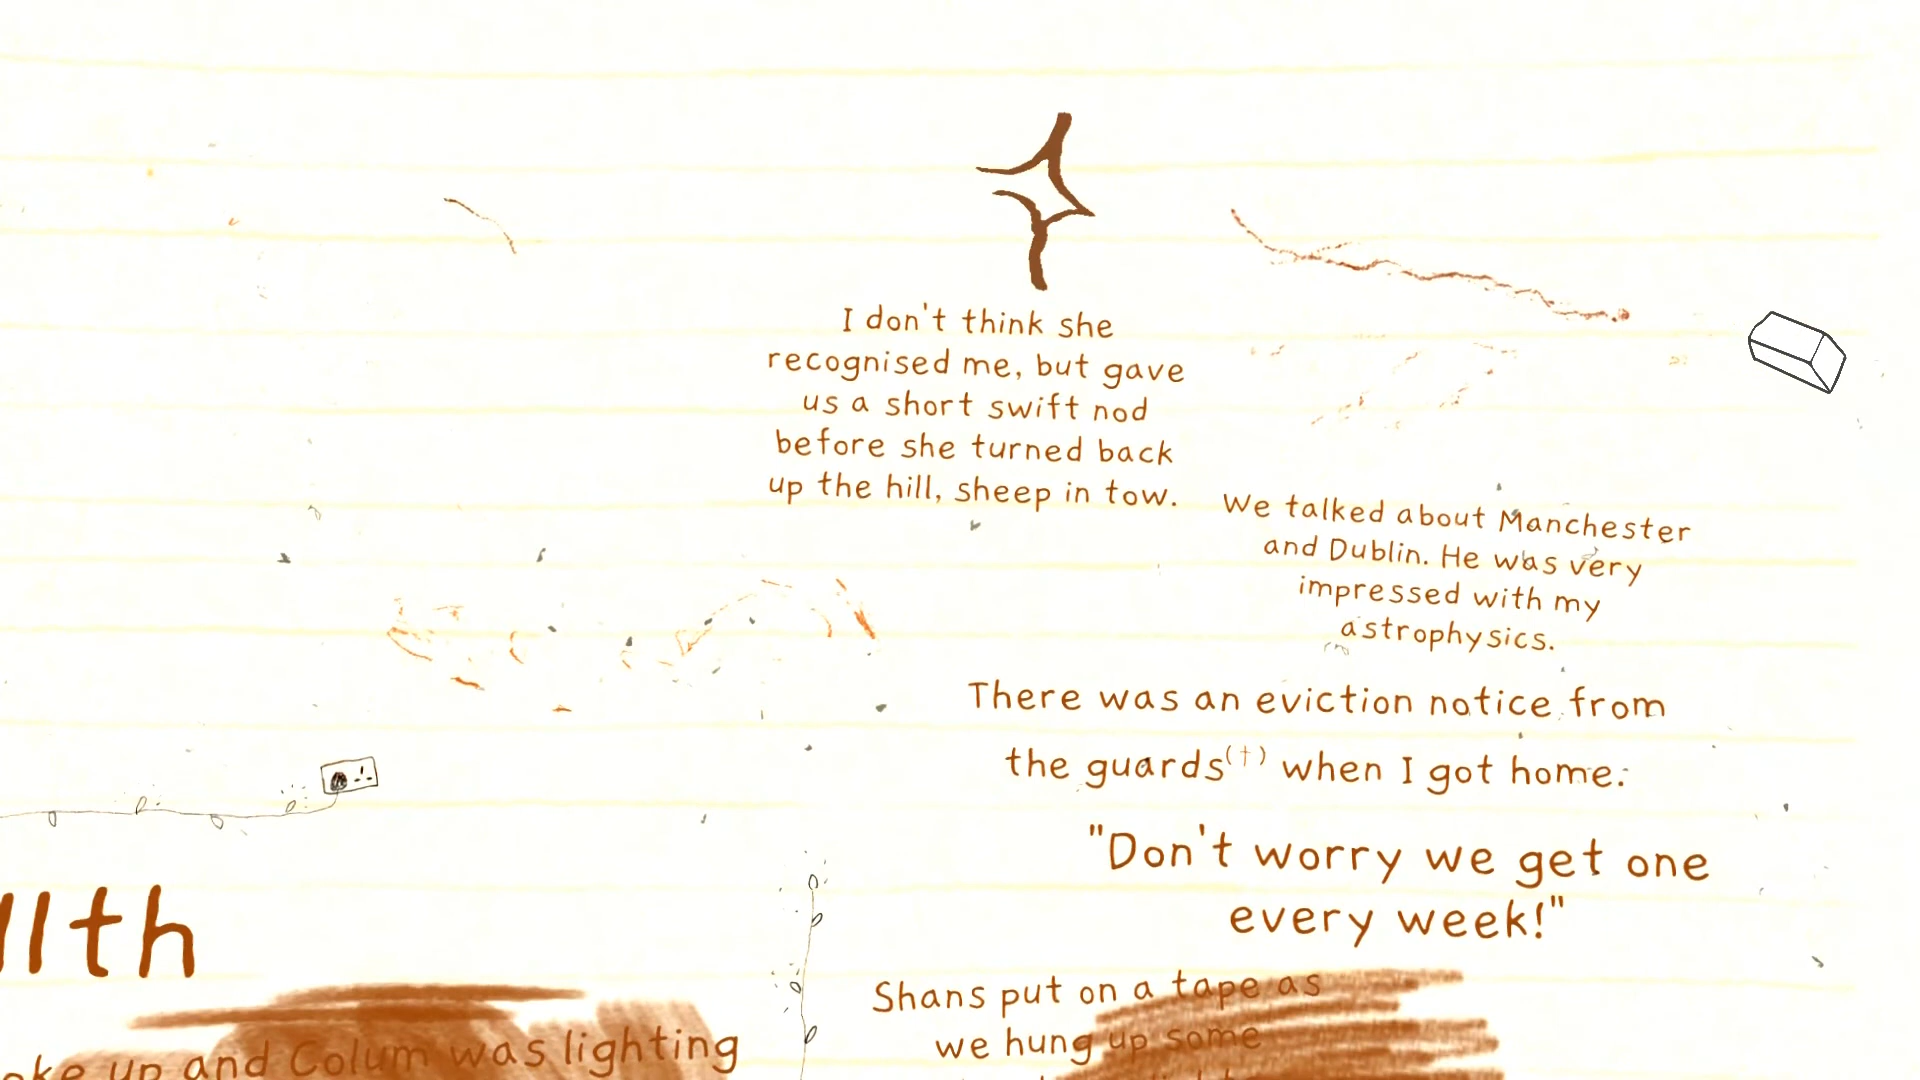 I don't think she
recognised me, but gave
us a short swift nod
before she turned back
up the hill, sheep in tow.
We talked about Manchester
and Dublin. He was very
impressed with my
astrophysics.
There was an eviction notice from
the guards(†) when I got home.
"Don't worry we get one
every week!"
11th
up and Colum was lighting
Shans put on a tape as
we hung up some